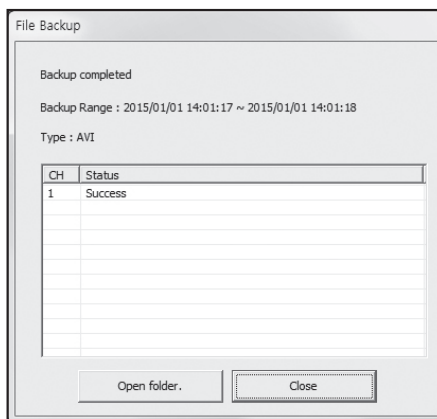 File Backup
Backup completed
Backup Range : 2015/01/01 14:01:17 ~ 2015/01/01 14:01:18
Type : AVI
CH Status
1 Success
Open folder. Close